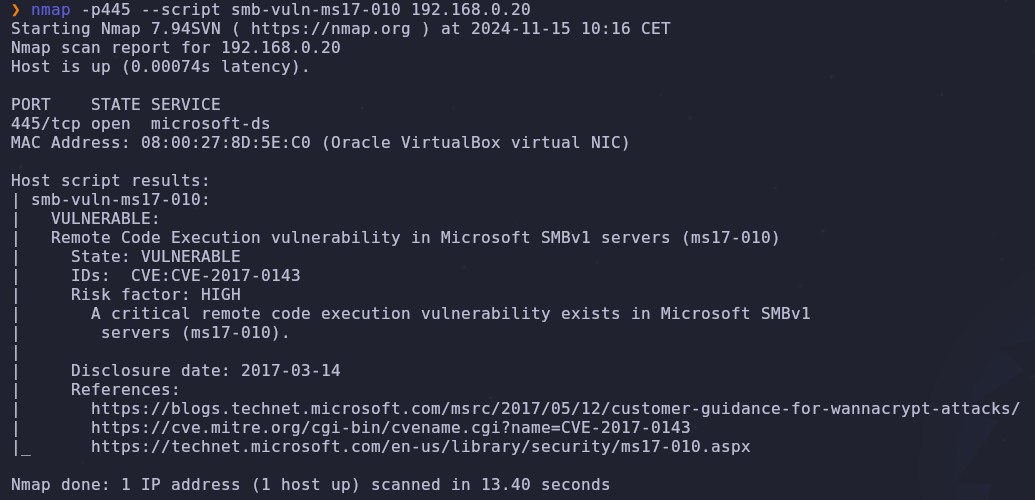 ❯ nmap -p445 --script smb-vuln-ms17-010 192.168.0.20
Starting Nmap 7.94SVN ( https://nmap.org ) at 2024-11-15 10:16 CET
Nmap scan report for 192.168.0.20
Host is up (0.00074s latency).

PORT    STATE SERVICE
445/tcp open  microsoft-ds
MAC Address: 08:00:27:8D:5E:C0 (Oracle VirtualBox virtual NIC)

Host script results:
| smb-vuln-ms17-010:
|   VULNERABLE:
|   Remote Code Execution vulnerability in Microsoft SMBv1 servers (ms17-010)
|     State: VULNERABLE
|     IDs:  CVE:CVE-2017-0143
|     Risk factor: HIGH
|       A critical remote code execution vulnerability exists in Microsoft SMBv1
|        servers (ms17-010).
|
|     Disclosure date: 2017-03-14
|     References:
|       https://blogs.technet.microsoft.com/msrc/2017/05/12/customer-guidance-for-wannacrypt-attacks/
|       https://cve.mitre.org/cgi-bin/cvename.cgi?name=CVE-2017-0143
|_      https://technet.microsoft.com/en-us/library/security/ms17-010.aspx

Nmap done: 1 IP address (1 host up) scanned in 13.40 seconds